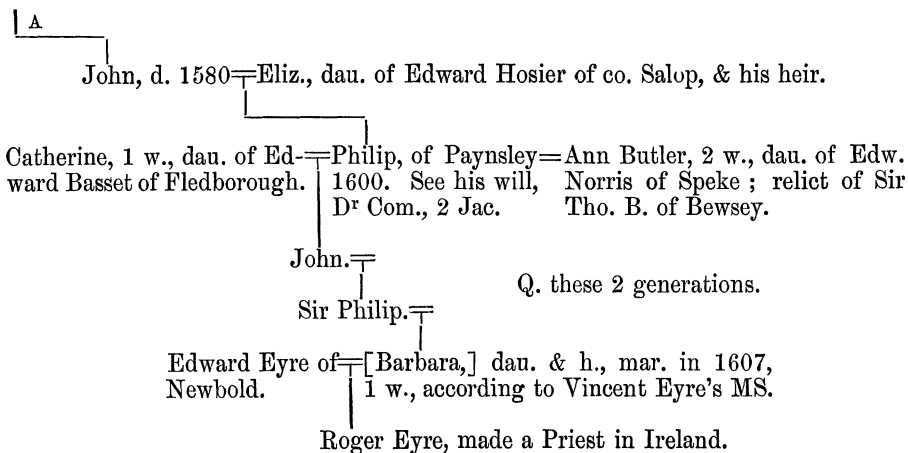 A
John, d. 1580=Eliz., dau. of Edward Hosier of co. Salop, & his heir.
Catherine, 1 w., dau. of Ed-
ward Basset of Fledborough.
=Philip, of Paynsley
1600. See his will,
Dr Com., 2 Jac.
=Ann Butler, 2 w., dau. of Edw.
Norris of Speke ; relict of Sir
Tho. B. of Bewsey.
John.=
Q. these 2 generations.
Sir Philip.=
Edward Eyre of
Newbold.
=[Barbara,] dau. & h., mar. in 1607,
1 w., according to Vincent Eyre's MS.
Roger Eyre, made a Priest in Ireland.